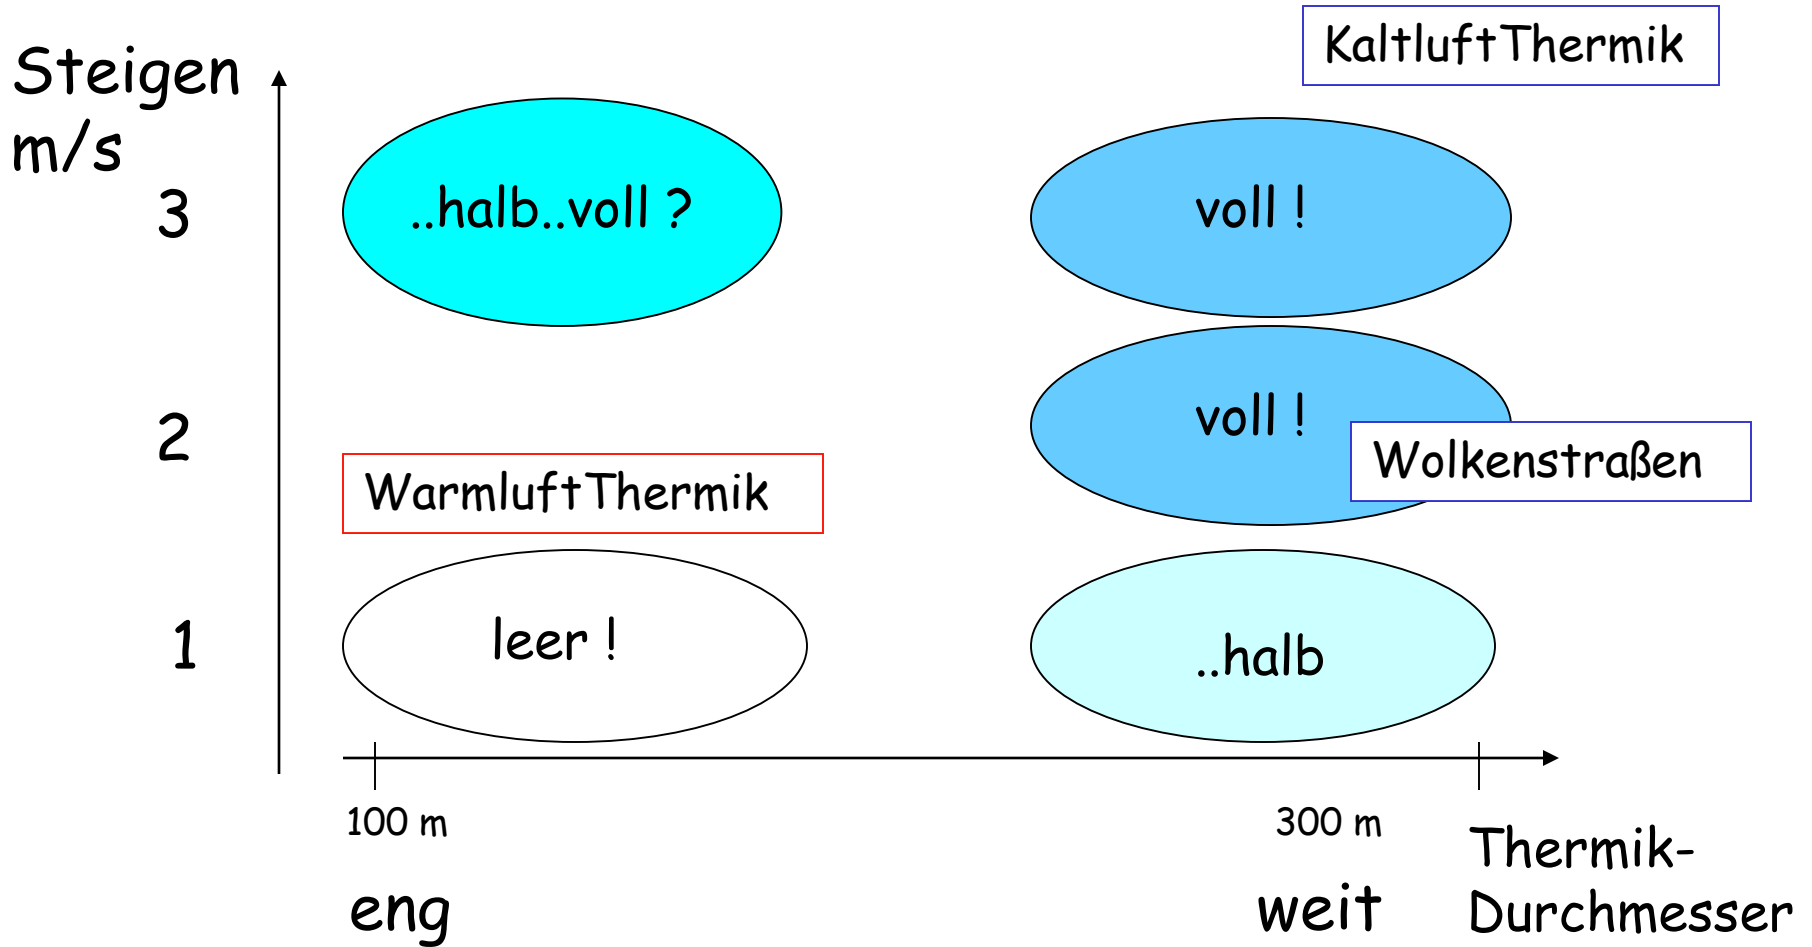 KaltluftThermik
Steigen
m/s
3
..halb..voll ?
voll !
2
voll !
WarmluftThermik
Wolkenstraßen
1
leer !
..halb
100 m
300 m
eng
weit
Thermik-
Durchmesser